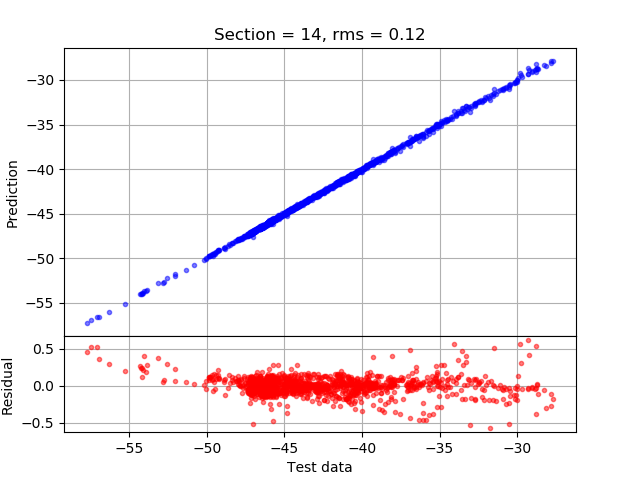 Section = 14, rms = 0.12
−30
−35
−40
−45
−50
−55
Prediction
0.5
0.0
−0.5
Residual
−55 −50 −45 −40 −35 −30
Test data